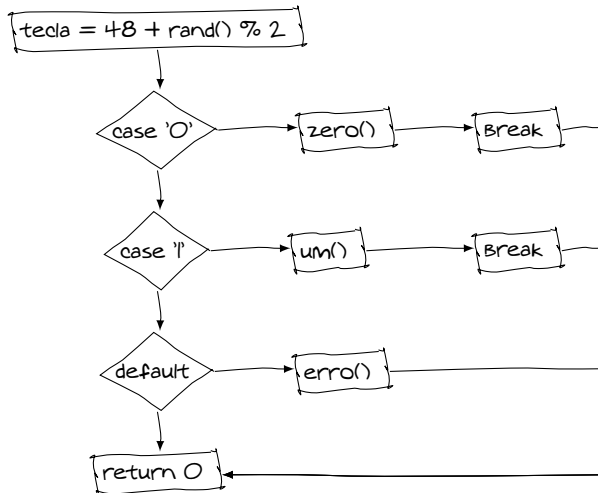 tecla = 48 + rand() % 2
case '0' zero() Break
case '1' um() Break
default erro()
return 0